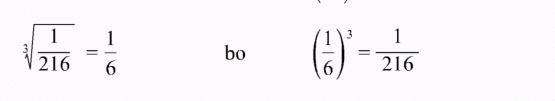 ∛(1/216) = 1/6 bo (1/6)³ = 1/216